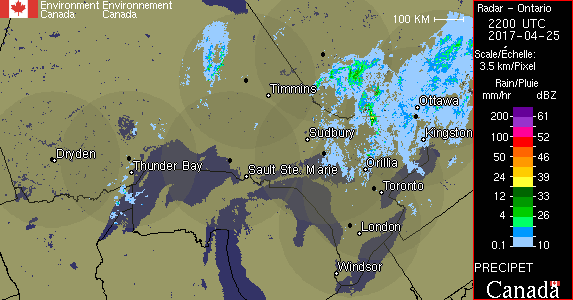 Environment Environnement
Canada Canada
100 KM
Timmins
Ottawa
Sudbury
Kingston
Dryden
Thunder Bay
Sault Ste. Marie
Orillia
Toronto
London
Windsor
Radar - Ontario
2200 UTC
2017-04-25
Scale/Échelle:
3.5 km/Pixel
Rain/Pluie
mm/hr dBZ
200 61
100 52
50 46
24 39
12 33
4 26
0.1 10
PRECIPET
Canada